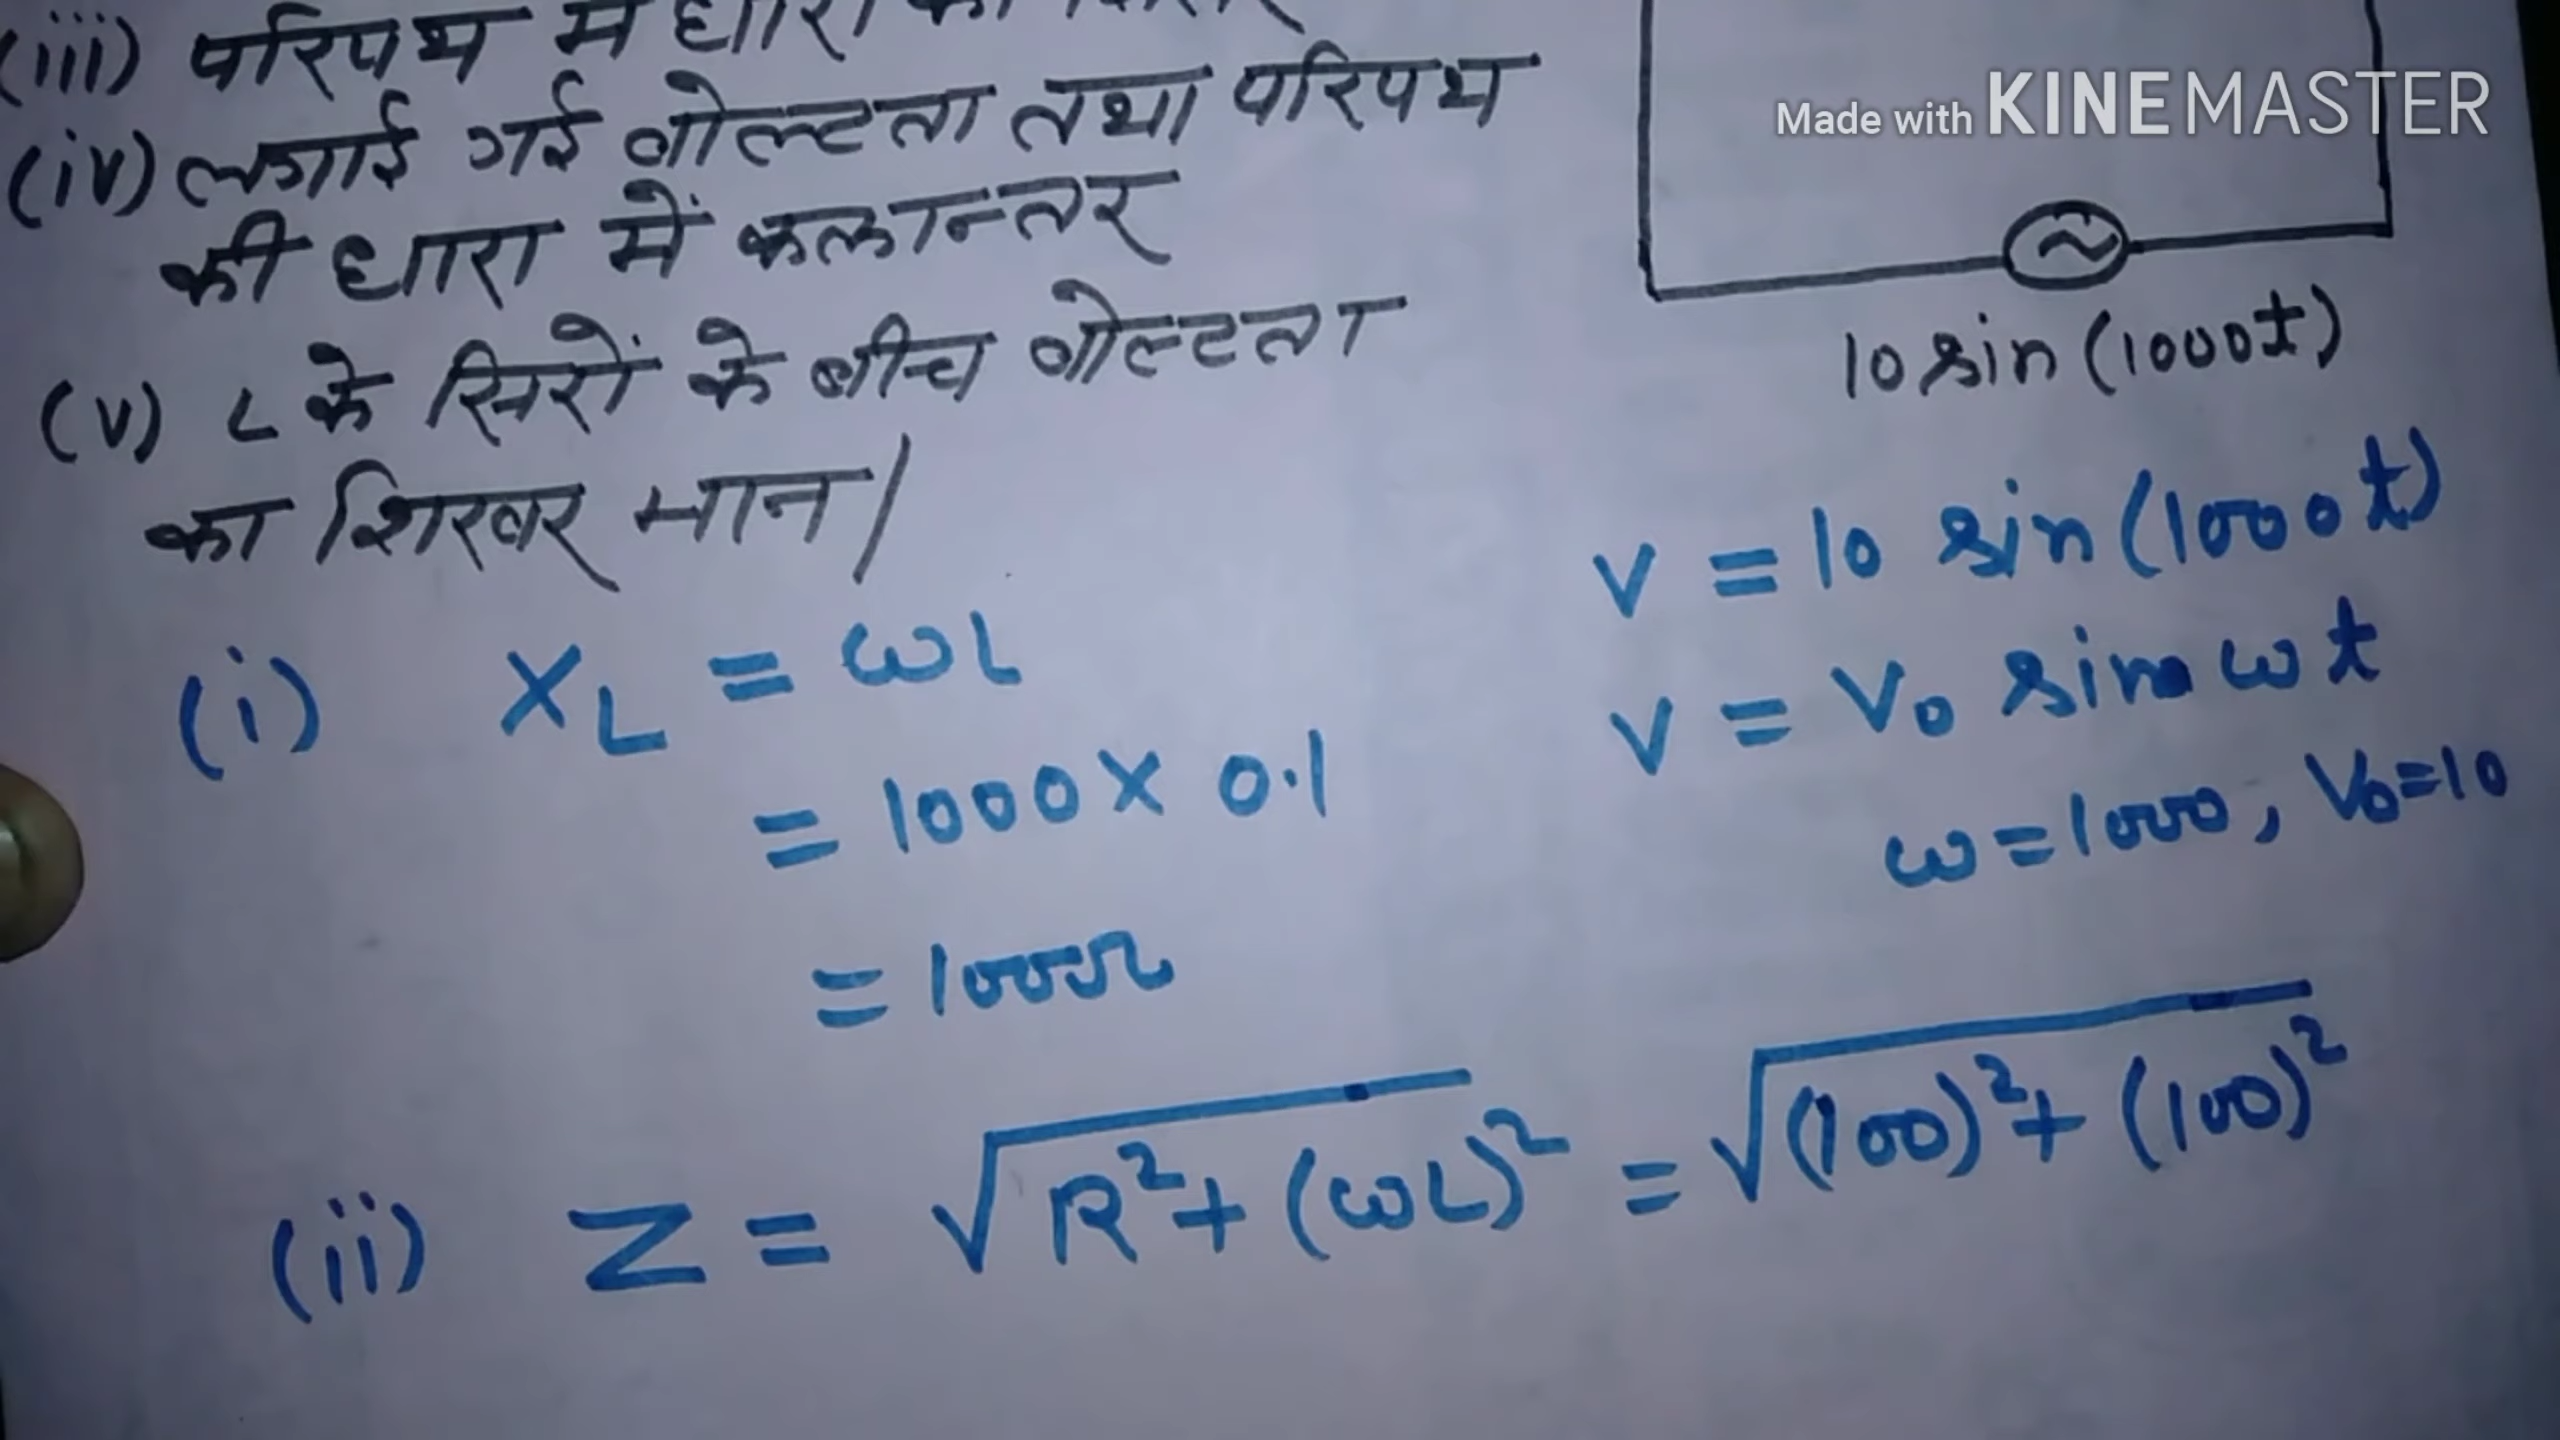 (iii) परिपथ में धारा का
(iv) लगाई गई वोल्टता तथा परिपथ
की धारा में कलान्तर
(v) L के सिरों के बीच वोल्टता
का शिखर मान।
Made with KINEMASTER
10 sin (1000t)
V = 10 sin (1000t)
V = V₀ sin ωt
ω = 1000, V₀ = 10
(i) X_L = ωL
= 1000 × 0.1
= 100Ω
(ii) Z = √R² + (ωL)² = √(100)² + (100)²